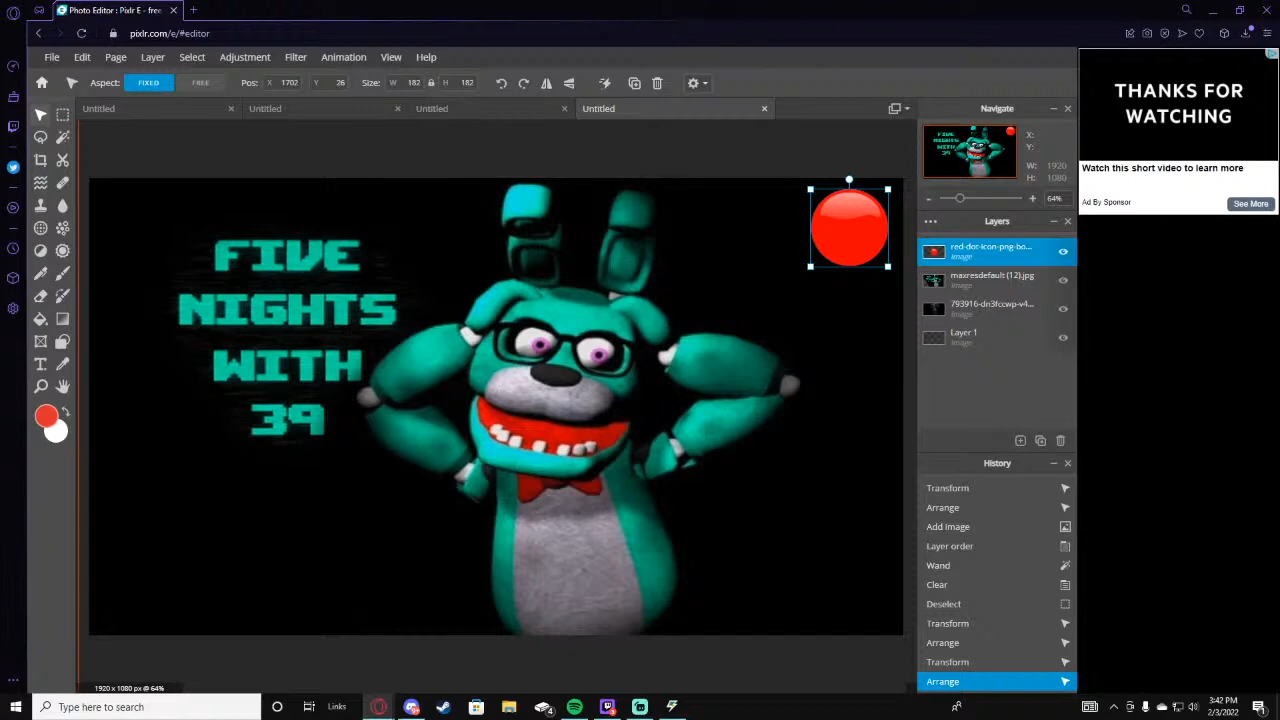 Photo Editor : Pixlr E - free
pixlr.com/e/#editor
File Edit Page Layer Select Adjustment Filter Animation View Help
Aspect: FIXED FREE Pos: X 1702 Y 26 Size: W 182 H 182
Untitled Untitled Untitled Untitled
Navigate
X:
Y:
W: 1920
H: 1080
- + 64%
Layers
red-dot-icon-png-bo...
Image
maxresdefault (12).jpg
Image
793916-dn3fccwp-v4...
Image
Layer 1
Image
FIVE
NIGHTS
WITH
39
History
Transform
Arrange
Add Image
Layer order
Wand
Clear
Deselect
Transform
Arrange
Transform
Arrange
THANKS FOR
WATCHING
Watch this short video to learn more
Ad By Sponsor
See More
1920 x 1080 px @ 64%
Type here to search
Links
3:42 PM
2/3/2022